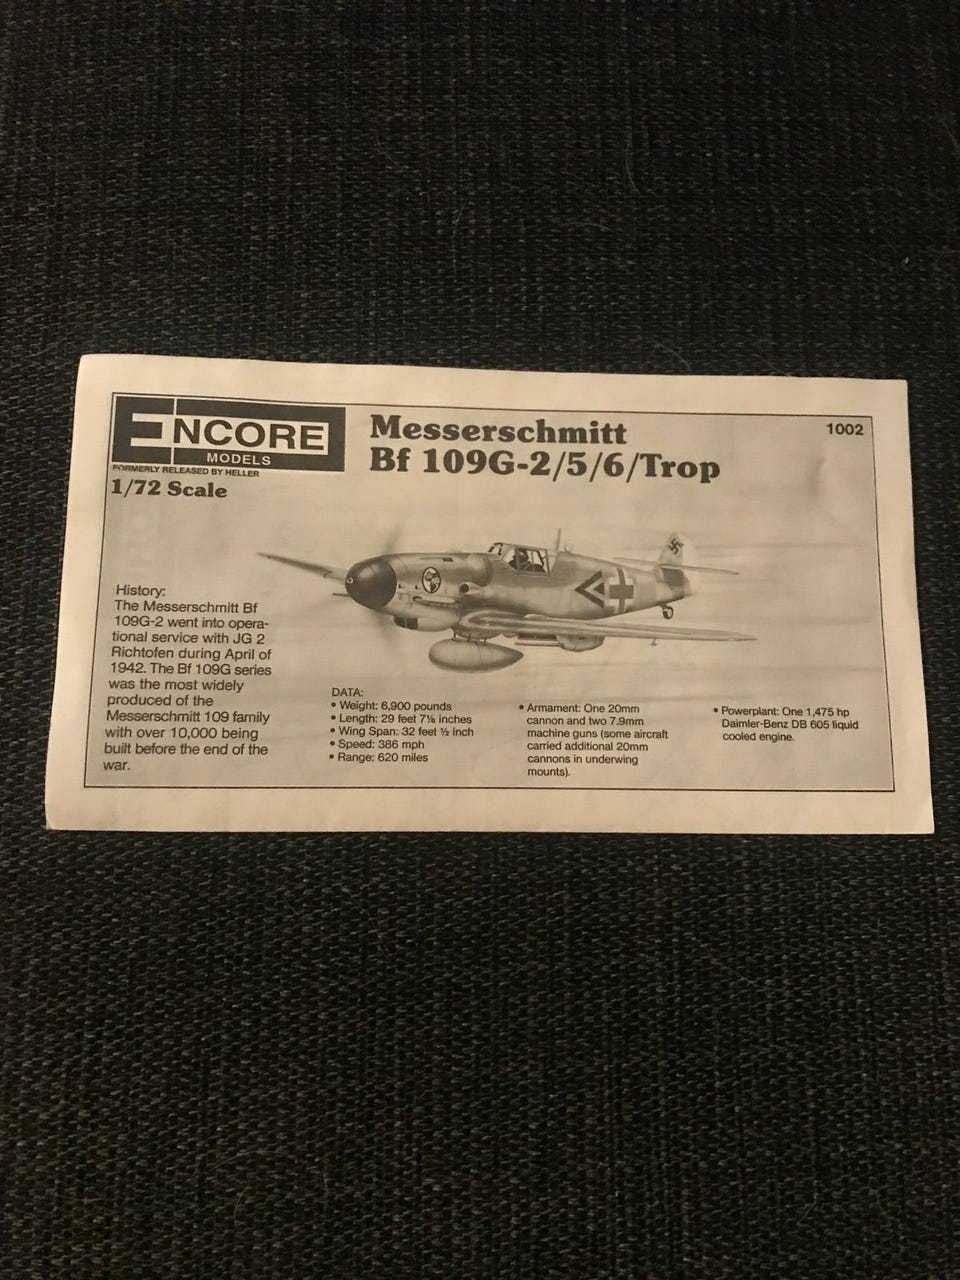 ENCORE
MODELS
FORMERLY RELEASED BY HELLER
1/72 Scale
Messerschmitt
Bf 109G-2/5/6/Trop
1002
History:
The Messerschmitt Bf
109G-2 went into opera-
tional service with JG 2
Richtofen during April of
1942. The Bf 109G series
was the most widely
produced of the
Messerschmitt 109 family
with over 10,000 being
built before the end of the
war.
DATA:
• Weight: 6,900 pounds
• Length: 29 feet 7⅛ inches
• Wing Span: 32 feet ½ inch
• Speed: 386 mph
• Range: 620 miles
• Armament: One 20mm
cannon and two 7.9mm
machine guns (some aircraft
carried additional 20mm
cannons in underwing
mounts).
• Powerplant: One 1,475 hp
Daimler-Benz DB 605 liquid
cooled engine.